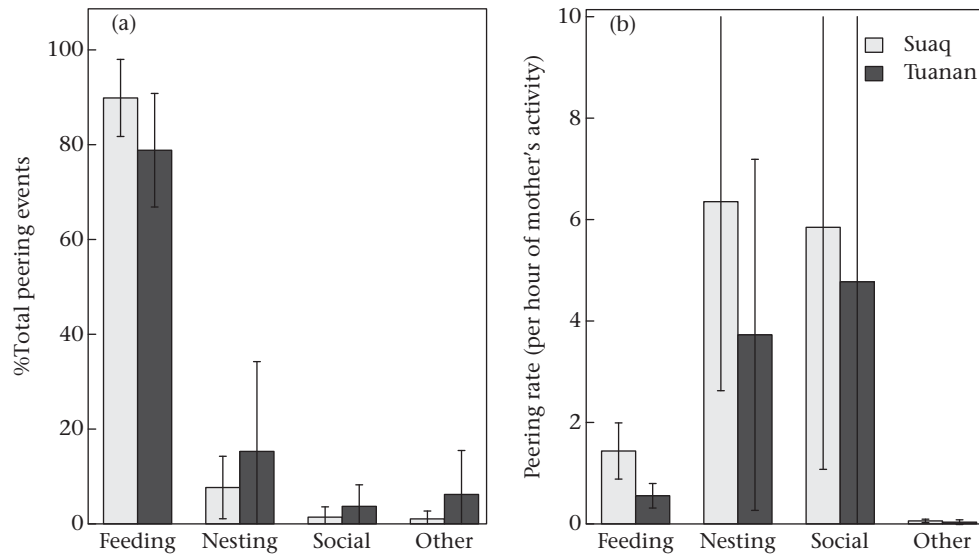 (a)
%Total peering events
100
80
60
40
20
0
Feeding Nesting Social Other
(b)
Suaq
Tuanan
Peering rate (per hour of mother's activity)
10
8
6
4
2
0
Feeding Nesting Social Other